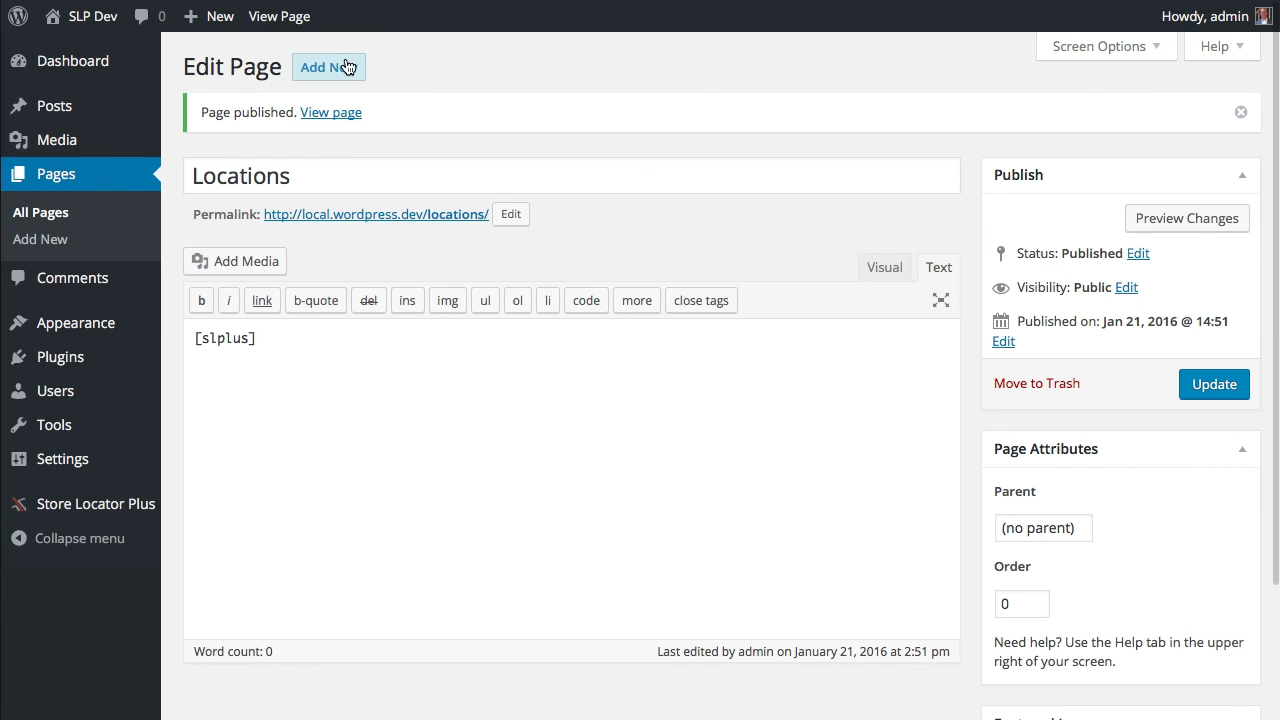 SLP Dev 0 New View Page Howdy, admin
Screen Options Help
Dashboard
Posts
Media
Pages
All Pages
Add New
Comments
Appearance
Plugins
Users
Tools
Settings
Store Locator Plus
Collapse menu
Edit Page Add New
Page published. View page
Locations
Permalink: http://local.wordpress.dev/locations/ Edit
Add Media
Visual Text
b i link b-quote del ins img ul ol li code more close tags
[slplus]
Word count: 0 Last edited by admin on January 21, 2016 at 2:51 pm
Publish
Preview Changes
Status: Published Edit
Visibility: Public Edit
Published on: Jan 21, 2016 @ 14:51
Edit
Move to Trash Update
Page Attributes
Parent
(no parent)
Order
0
Need help? Use the Help tab in the upper
right of your screen.